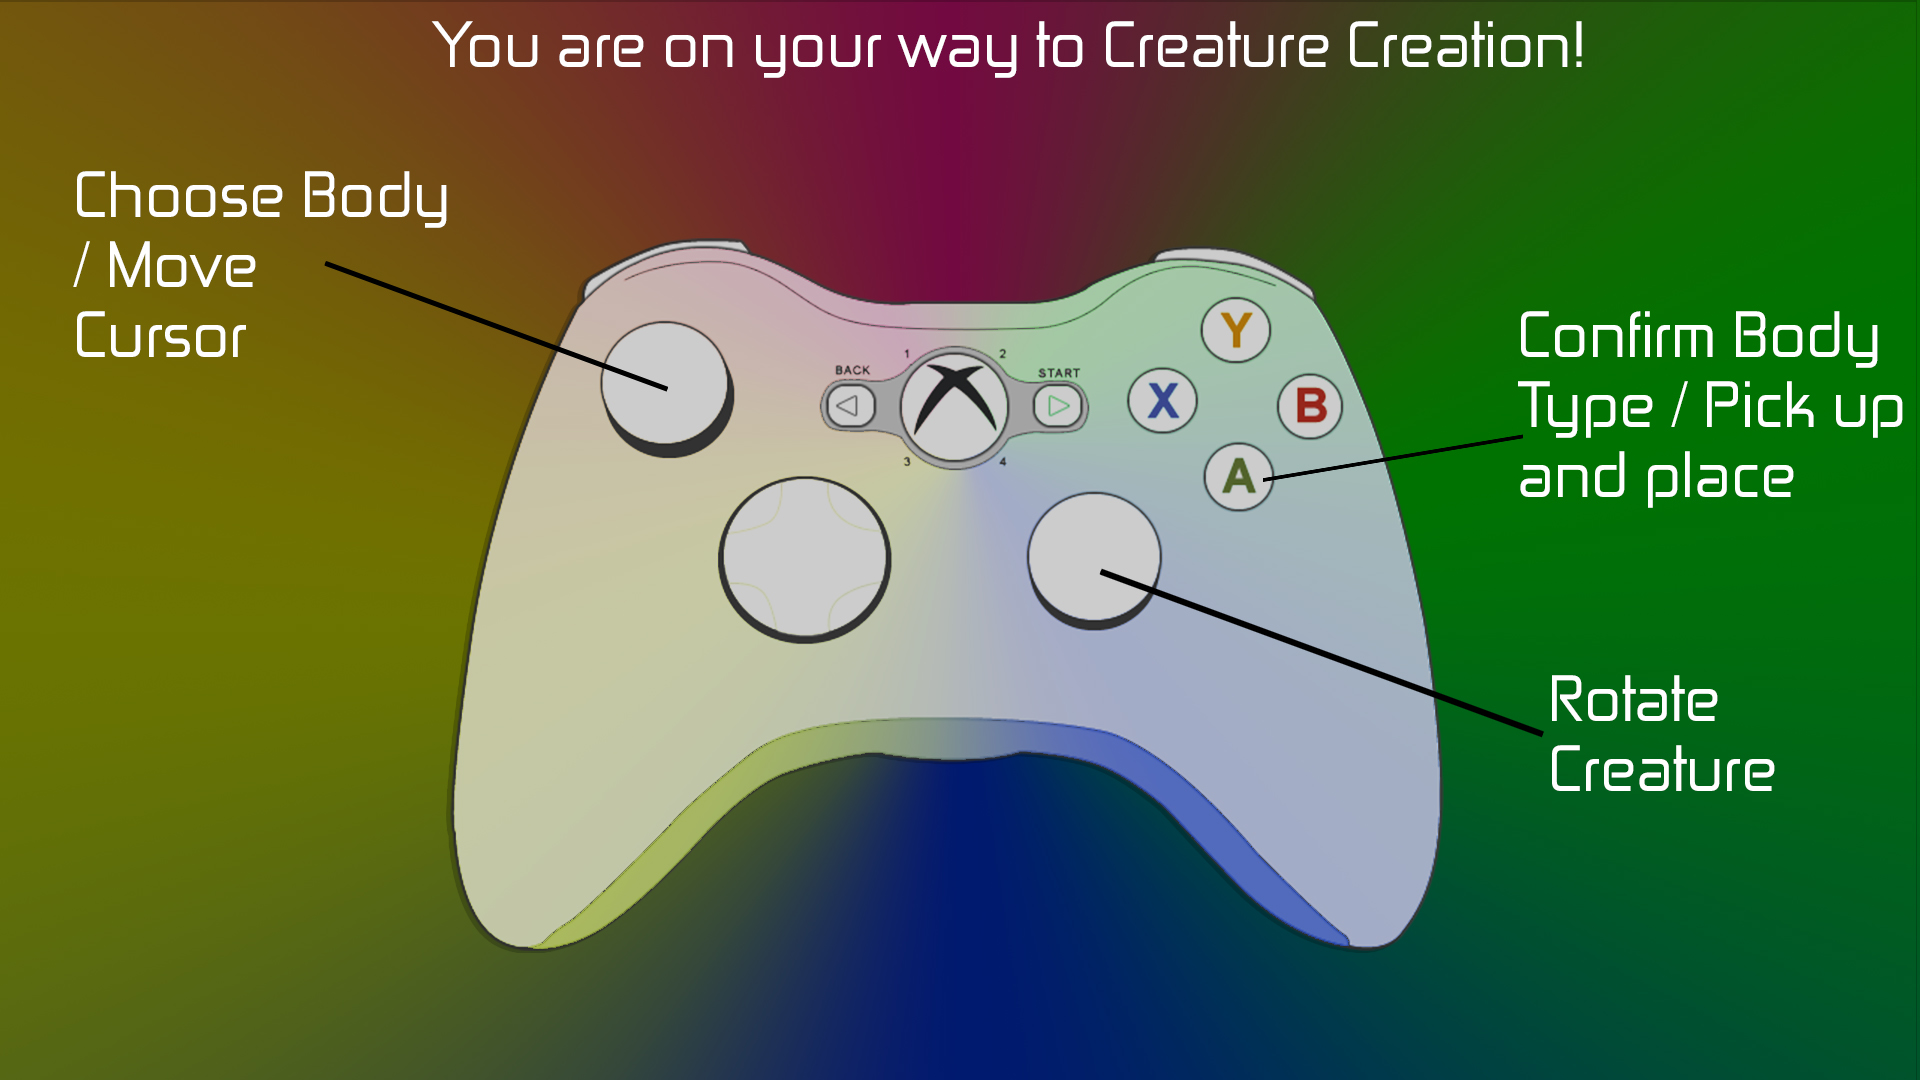 You are on your way to Creature Creation!
Choose Body
/ Move
Cursor
Confirm Body
Type / Pick up
and place
Rotate
Creature
BACK
START
1
2
3
4
Y
X
B
A